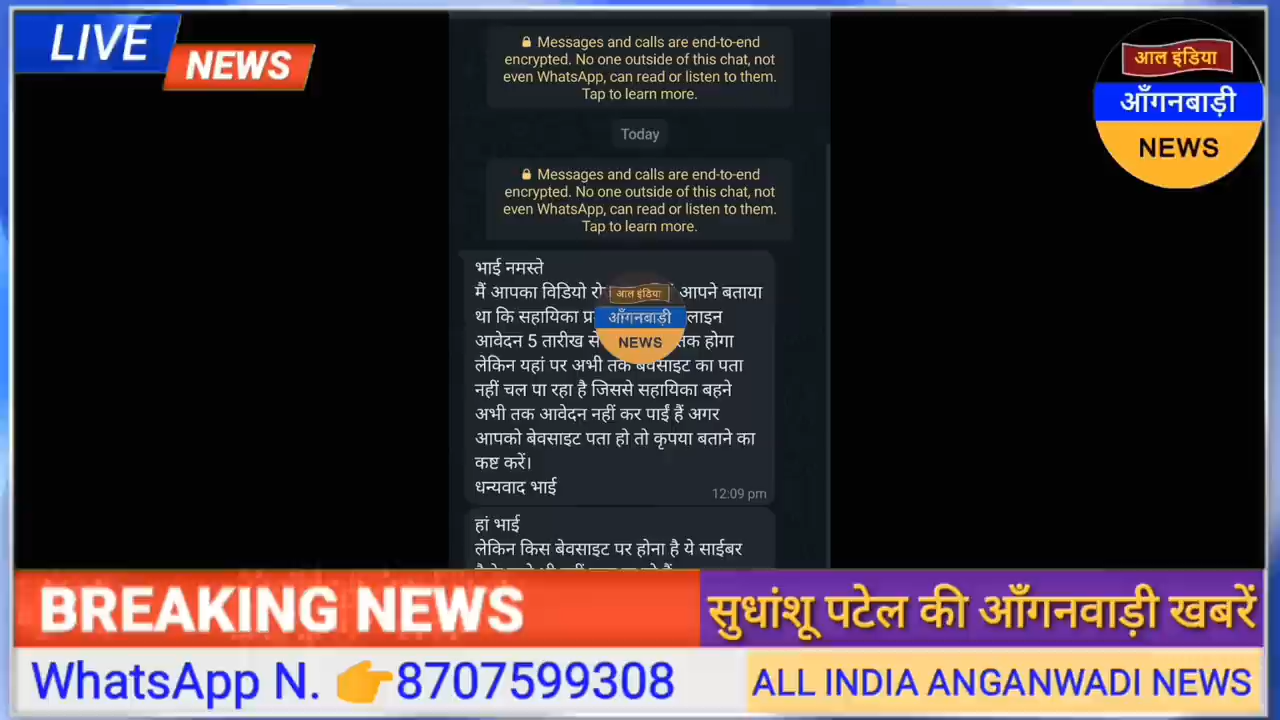 LIVE
NEWS
आल इंडिया
आँगनबाड़ी
NEWS
Messages and calls are end-to-end
encrypted. No one outside of this chat, not
even WhatsApp, can read or listen to them.
Tap to learn more.
Today
Messages and calls are end-to-end
encrypted. No one outside of this chat, not
even WhatsApp, can read or listen to them.
Tap to learn more.
भाई नमस्ते
मैं आपका विडियो आपने बताया
था कि सहायिका
आवेदन 5 तारीख होगा
लेकिन यहां पर अभी तक बेवसाइट का पता
नहीं चल पा रहा है जिससे सहायिका बहने
अभी तक आवेदन नहीं कर पाईं हैं अगर
आपको बेवसाइट पता हो तो कृपया बताने का
कष्ट करें।
धन्यवाद भाई
12:09 pm
आल इंडिया
आँगनबाड़ी
NEWS
हां भाई
लेकिन किस बेवसाइट पर होना है ये साईबर
BREAKING NEWS
सुधांशू पटेल की आँगनवाड़ी खबरें
WhatsApp N. 👉8707599308
ALL INDIA ANGANWADI NEWS